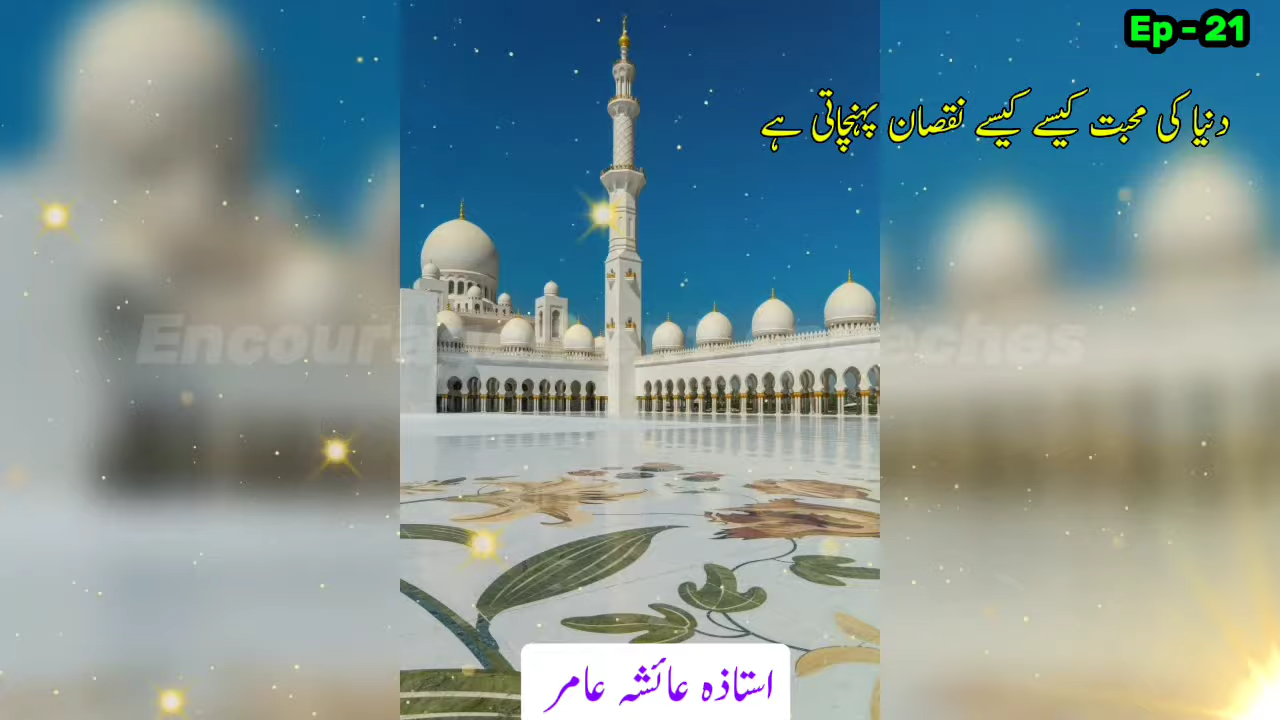 Ep - 21
دنیا کی محبت کیسے کیسے نقصان پہنچاتی ہے
استاذہ عائشہ عامر